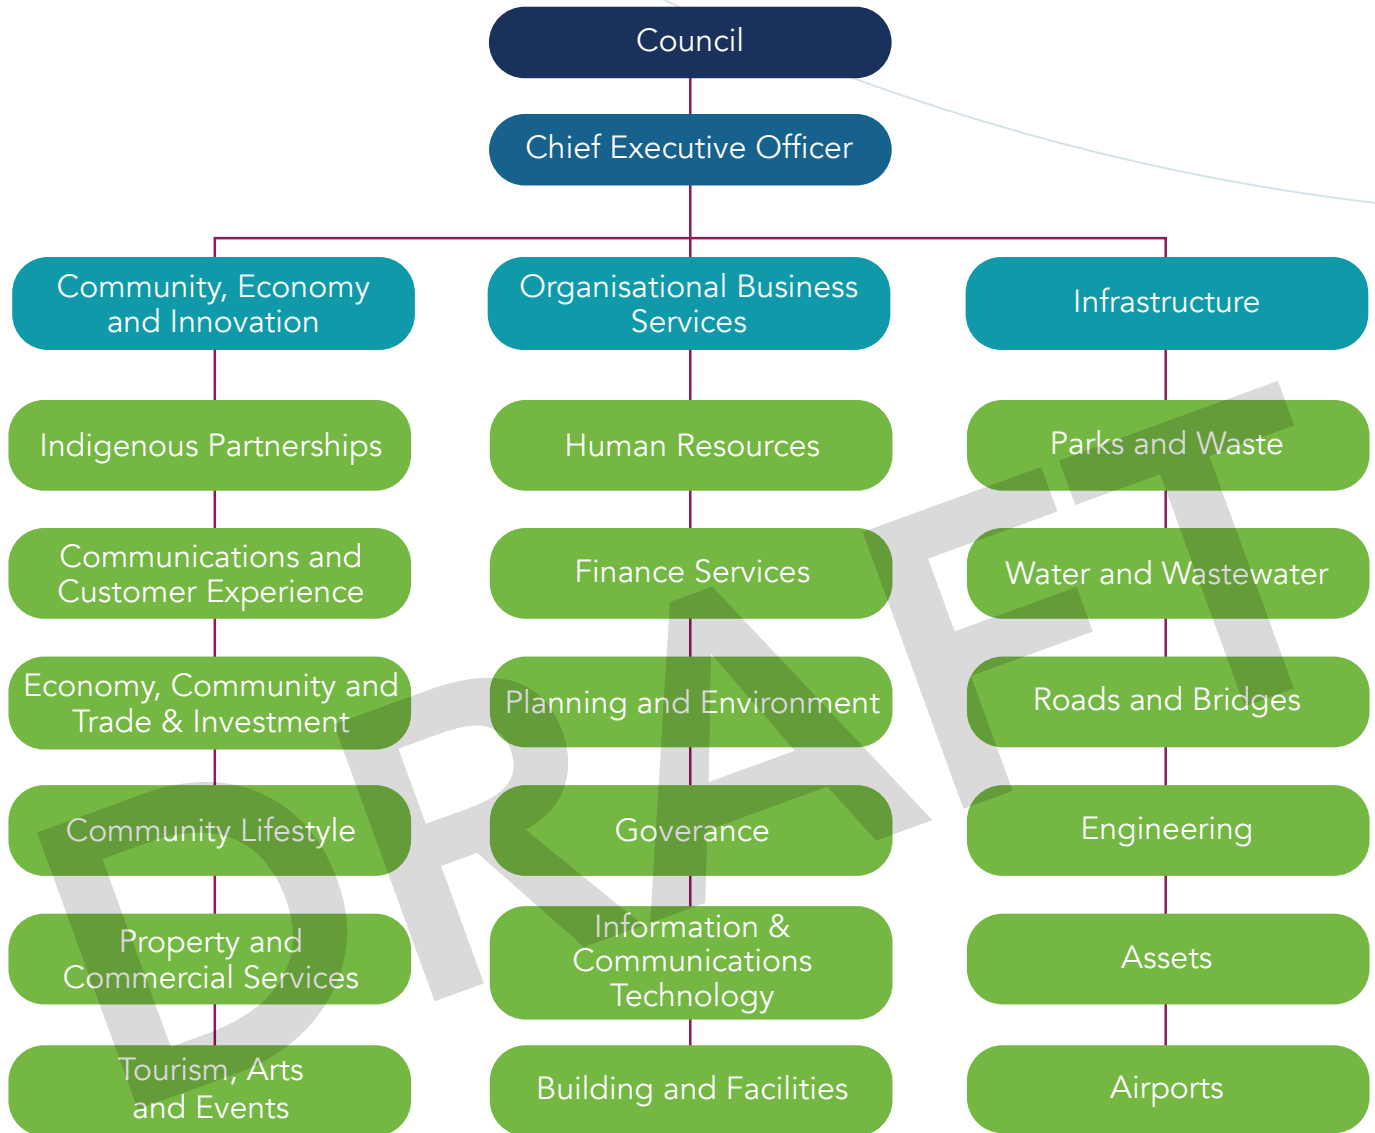 Council
Chief Executive Officer
Community, Economy
and Innovation
Organisational Business
Services
Infrastructure
Indigenous Partnerships
Human Resources
Parks and Waste
Communications and
Customer Experience
Finance Services
Water and Wastewater
Economy, Community and
Trade & Investment
Planning and Environment
Roads and Bridges
Community Lifestyle
Goverance
Engineering
Property and
Commercial Services
Information &
Communications
Technology
Assets
Tourism, Arts
and Events
Building and Facilities
Airports
DRAFT